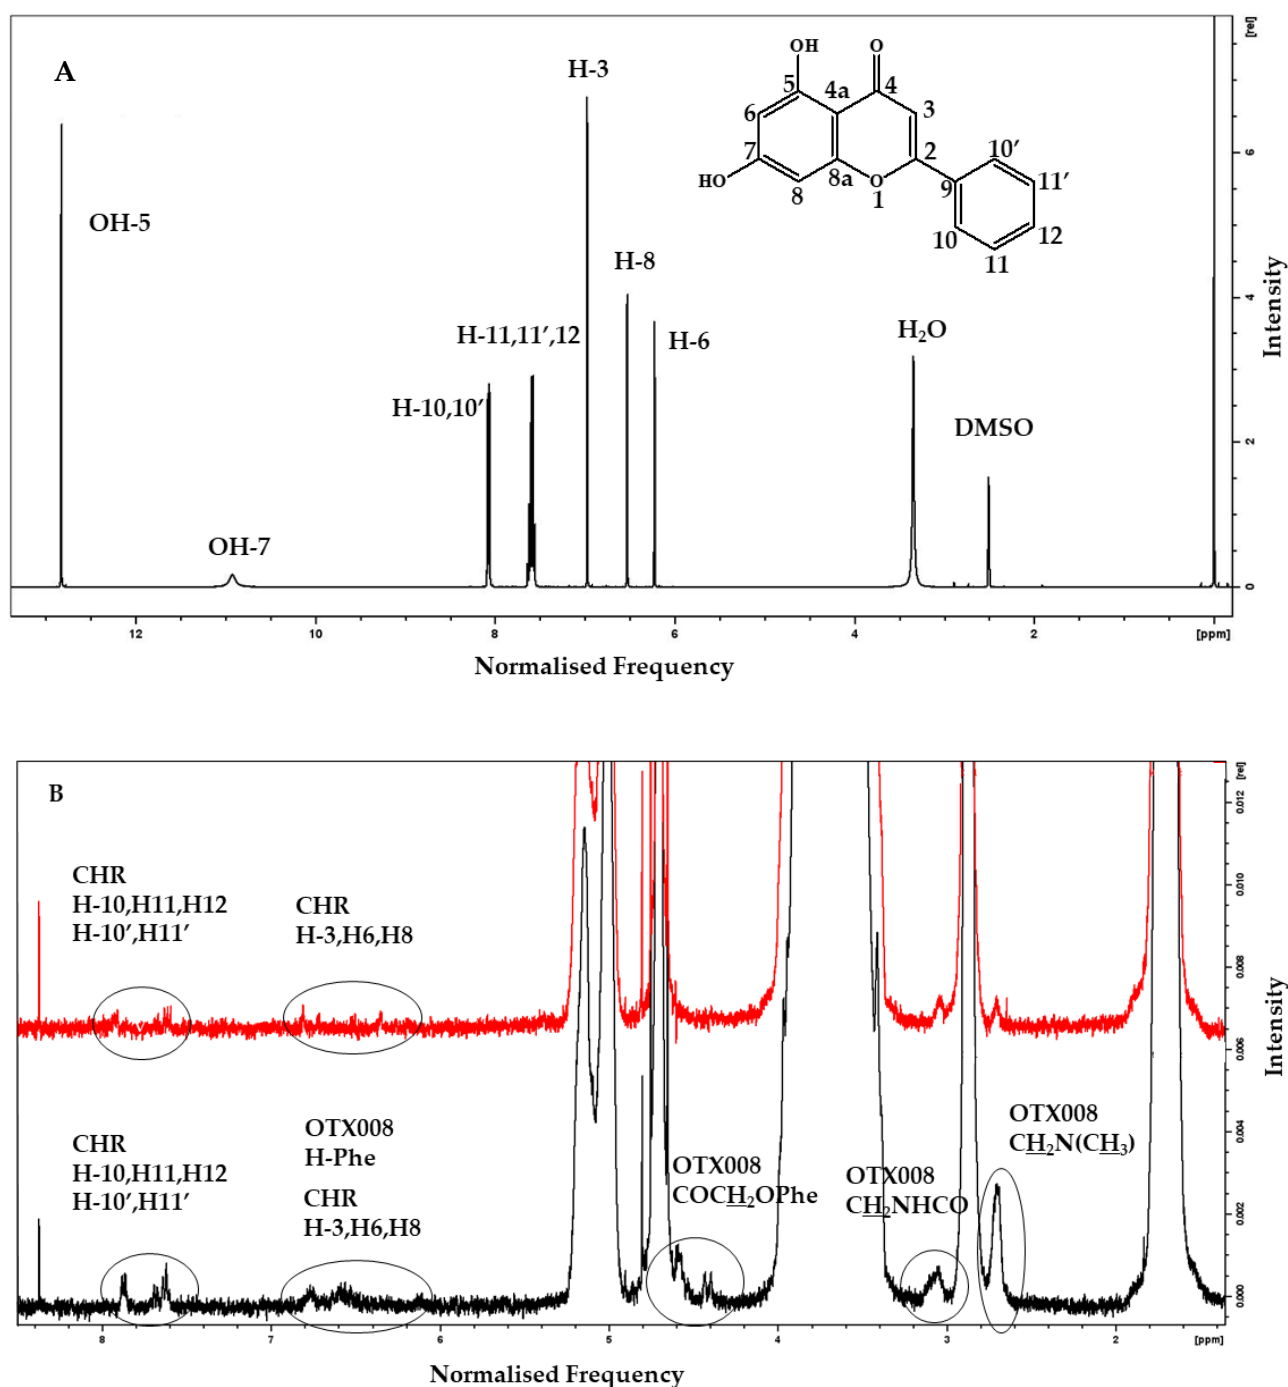 A
OH-5
OH-7
H-10,10′
H-11,11′,12
H-3
H-8
H-6
H₂O
DMSO
OH
O
5
4a
4
6
3
7
2
10′
HO
8
8a
O
1
9
11′
10
11
12
[rel]
6
4
2
0
Intensity
12
10
8
6
4
2
[ppm]
Normalised Frequency
B
CHR
H-10,H11,H12
H-10′,H11′
CHR
H-3,H6,H8
CHR
H-10,H11,H12
H-10′,H11′
OTX008
H-Phe
CHR
H-3,H6,H8
OTX008
COCH₂OPhe
OTX008
CH₂NHCO
OTX008
CH₂N(CH₃)
[rel]
0.012
0.010
0.008
0.006
0.004
0.002
0.000
Intensity
8
7
6
5
4
3
2
[ppm]
Normalised Frequency